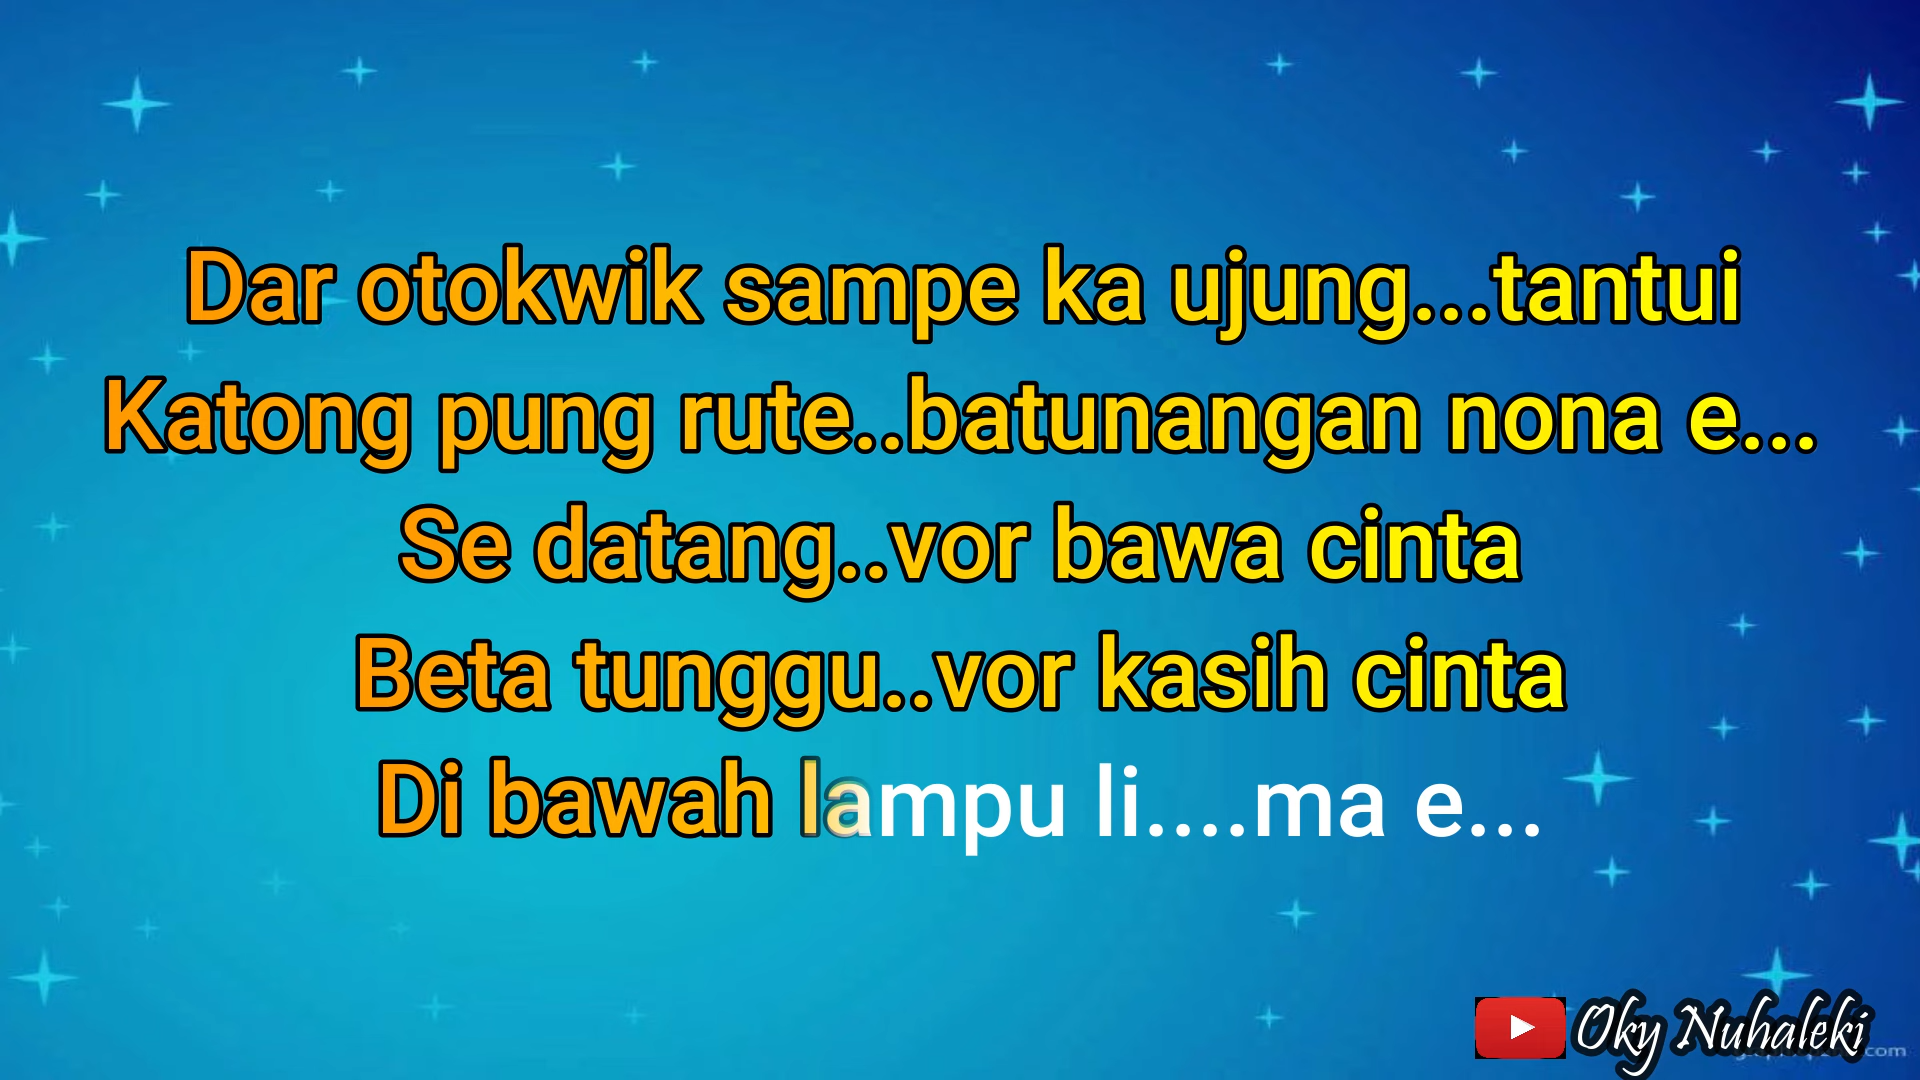 Dar otokwik sampe ka ujung...tantui
Katong pung rute..batunangan nona e...
Se datang..vor bawa cinta
Beta tunggu..vor kasih cinta
Di bawah lampu li....ma e...
Oky Nuhaleki